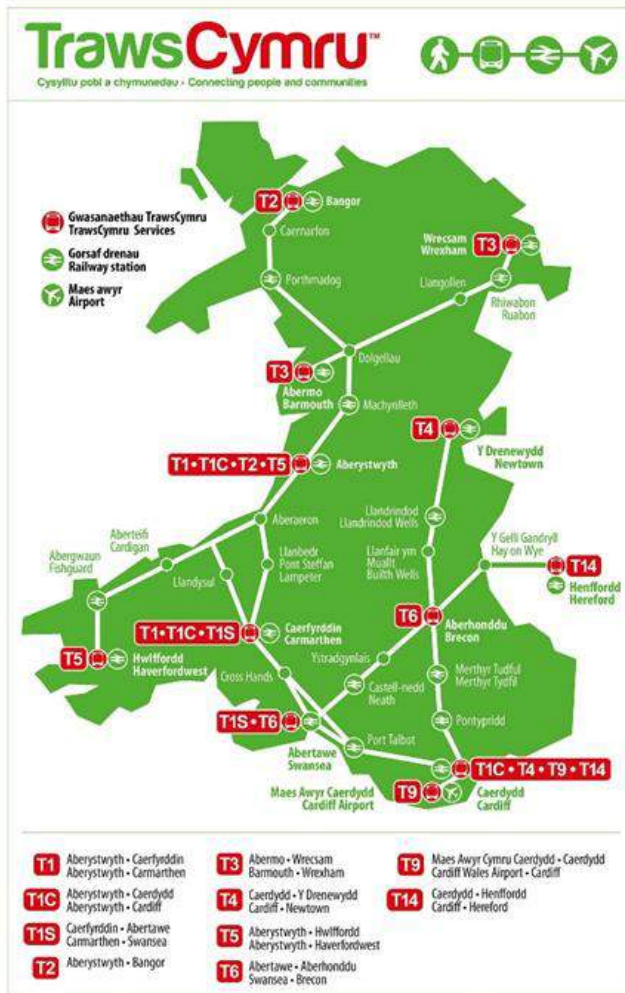 TrawsCymru™
Cysylltu pobl a chymunedau • Connecting people and communities
Gwasanaethau TrawsCymru
TrawsCymru Services
Gorsaf drenau
Railway station
Maes awyr
Airport
T2 Bangor
Caernarfon
Porthmadog
Wrecsam
Wrexham
T3
Llangollen
Rhiwabon
Ruabon
Dolgellau
T3
Abermo
Barmouth
Machynlleth
T4
Y Drenewydd
Newtown
T1•T1C•T2•T5 Aberystwyth
Llandrindod
Llandrindod Wells
Aberaeron
Aberteifi
Cardigan
Abergwaun
Fishguard
Llandysul
Llanbedr
Pont Steffan
Lampeter
Llanfair ym
Muallt
Builth Wells
Y Gelli Gandryll
Hay on Wye
T14
Henffordd
Hereford
T6
Aberhonddu
Brecon
T1•T1C•T1S
Caerfyrddin
Carmarthen
T5
Hwlffordd
Haverfordwest
Ystradgynlais
Cross Hands
Castell-nedd
Neath
Merthyr Tudful
Merthyr Tydfil
Pontypridd
T1S•T6
Abertawe
Swansea
Port Talbot
T1C•T4•T9•T14
Caerdydd
Cardiff
Maes Awyr Caerdydd
Cardiff Airport
T9
T1 Aberystwyth • Caerfyrddin
Aberystwyth • Carmarthen
T1C Aberystwyth • Caerdydd
Aberystwyth • Cardiff
T1S Caerfyrddin • Abertawe
Carmarthen • Swansea
T2 Aberystwyth • Bangor
T3 Abermo • Wrecsam
Barmouth • Wrexham
T4 Caerdydd • Y Drenewydd
Cardiff • Newtown
T5 Aberystwyth • Hwlffordd
Aberystwyth • Haverfordwest
T6 Abertawe • Aberhonddu
Swansea • Brecon
T9 Maes Awyr Cymru Caerdydd • Caerdydd
Cardiff Wales Airport • Cardiff
T14 Caerdydd • Henffordd
Cardiff • Hereford